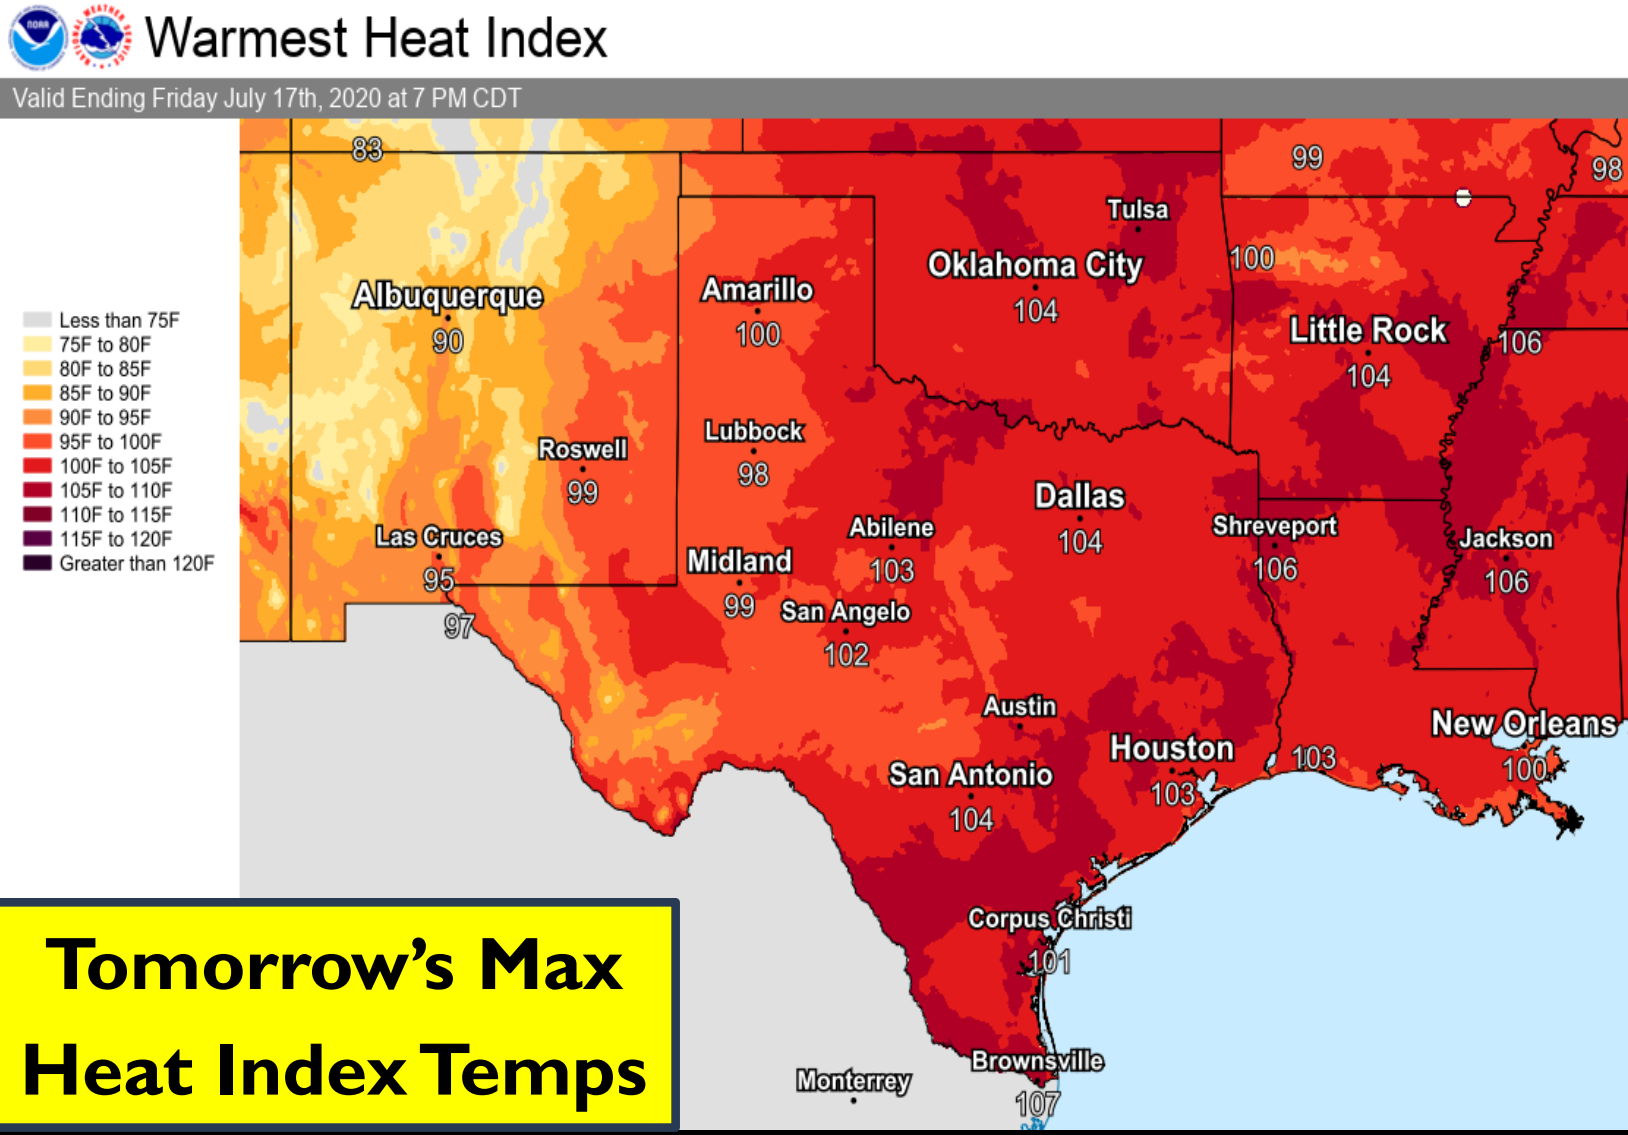 NOAA
Warmest Heat Index
Valid Ending Friday July 17th, 2020 at 7 PM CDT
83
99
98
Tulsa
Oklahoma City
104
100
Albuquerque
90
Amarillo
100
Little Rock
104
106
Less than 75F
75F to 80F
80F to 85F
85F to 90F
90F to 95F
95F to 100F
100F to 105F
105F to 110F
110F to 115F
115F to 120F
Greater than 120F
Lubbock
98
Roswell
99
Dallas
104
Abilene
103
Shreveport
106
Jackson
106
Las Cruces
95
97
Midland
99
San Angelo
102
Austin
Houston
103
103
New Orleans
100
San Antonio
104
Corpus Christi
101
Brownsville
107
Monterrey
Tomorrow's Max
Heat Index Temps